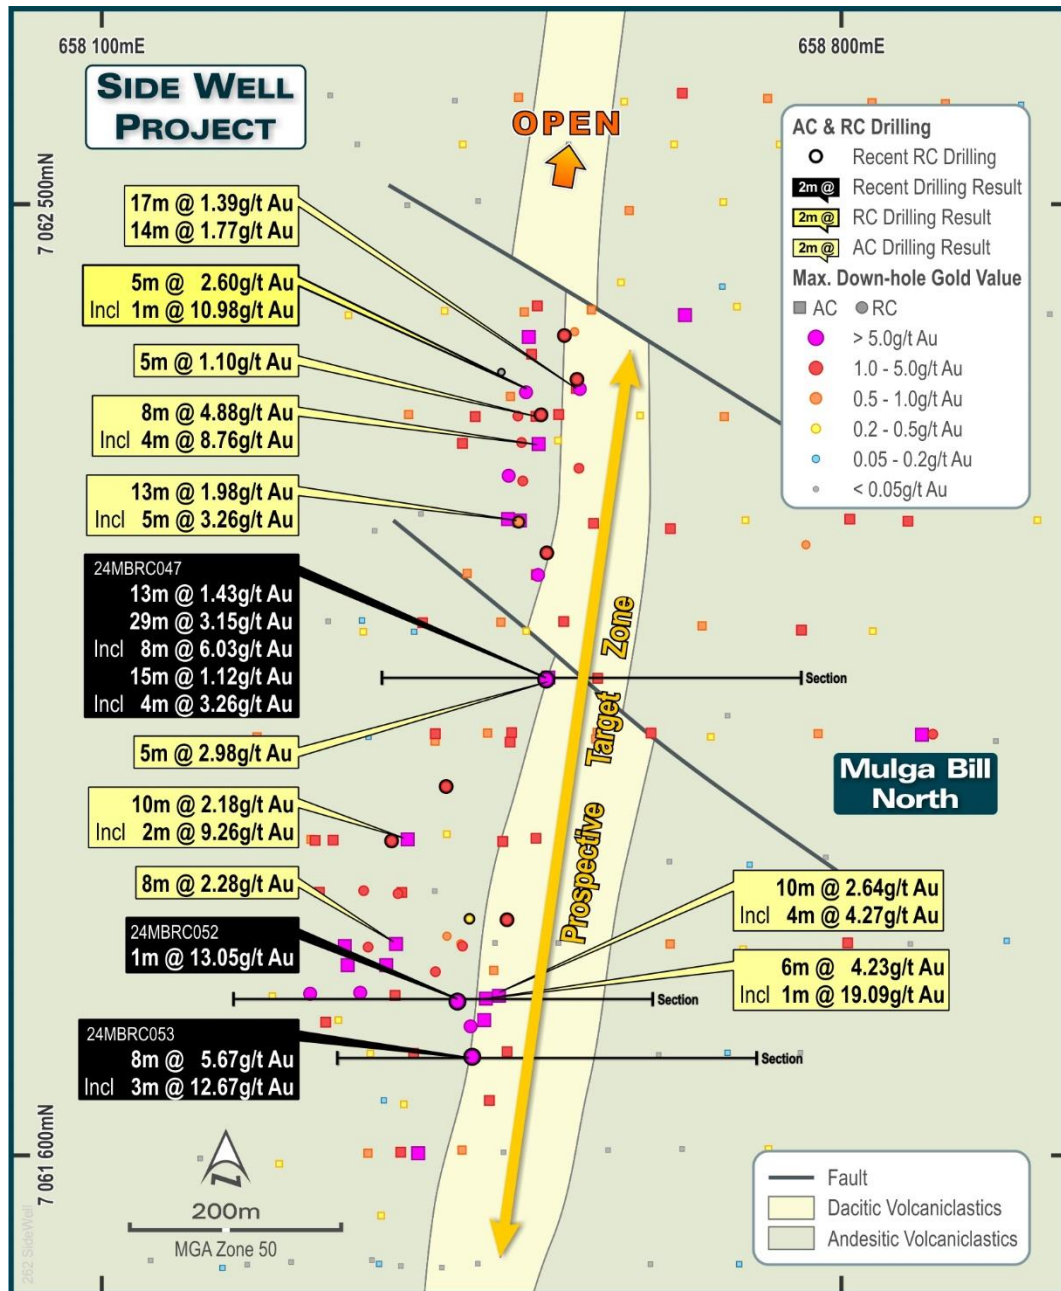 658 100mE
658 800mE
SIDE WELL
PROJECT
OPEN
7 062 500mN
AC & RC Drilling
Recent RC Drilling
2m @ Recent Drilling Result
2m @ RC Drilling Result
2m @ AC Drilling Result
Max. Down-hole Gold Value
AC RC
> 5.0g/t Au
1.0 - 5.0g/t Au
0.5 - 1.0g/t Au
0.2 - 0.5g/t Au
0.05 - 0.2g/t Au
< 0.05g/t Au
17m @ 1.39g/t Au
14m @ 1.77g/t Au
5m @ 2.60g/t Au
Incl 1m @ 10.98g/t Au
5m @ 1.10g/t Au
8m @ 4.88g/t Au
Incl 4m @ 8.76g/t Au
13m @ 1.98g/t Au
Incl 5m @ 3.26g/t Au
24MBRC047
13m @ 1.43g/t Au
29m @ 3.15g/t Au
Incl 8m @ 6.03g/t Au
15m @ 1.12g/t Au
Incl 4m @ 3.26g/t Au
Section
5m @ 2.98g/t Au
Prospective Target Zone
Mulga Bill
North
10m @ 2.18g/t Au
Incl 2m @ 9.26g/t Au
8m @ 2.28g/t Au
10m @ 2.64g/t Au
Incl 4m @ 4.27g/t Au
24MBRC052
1m @ 13.05g/t Au
6m @ 4.23g/t Au
Incl 1m @ 19.09g/t Au
Section
24MBRC053
8m @ 5.67g/t Au
Incl 3m @ 12.67g/t Au
Section
7 061 600mN
N
200m
MGA Zone 50
262 SideWell
Fault
Dacitic Volcaniclastics
Andesitic Volcaniclastics